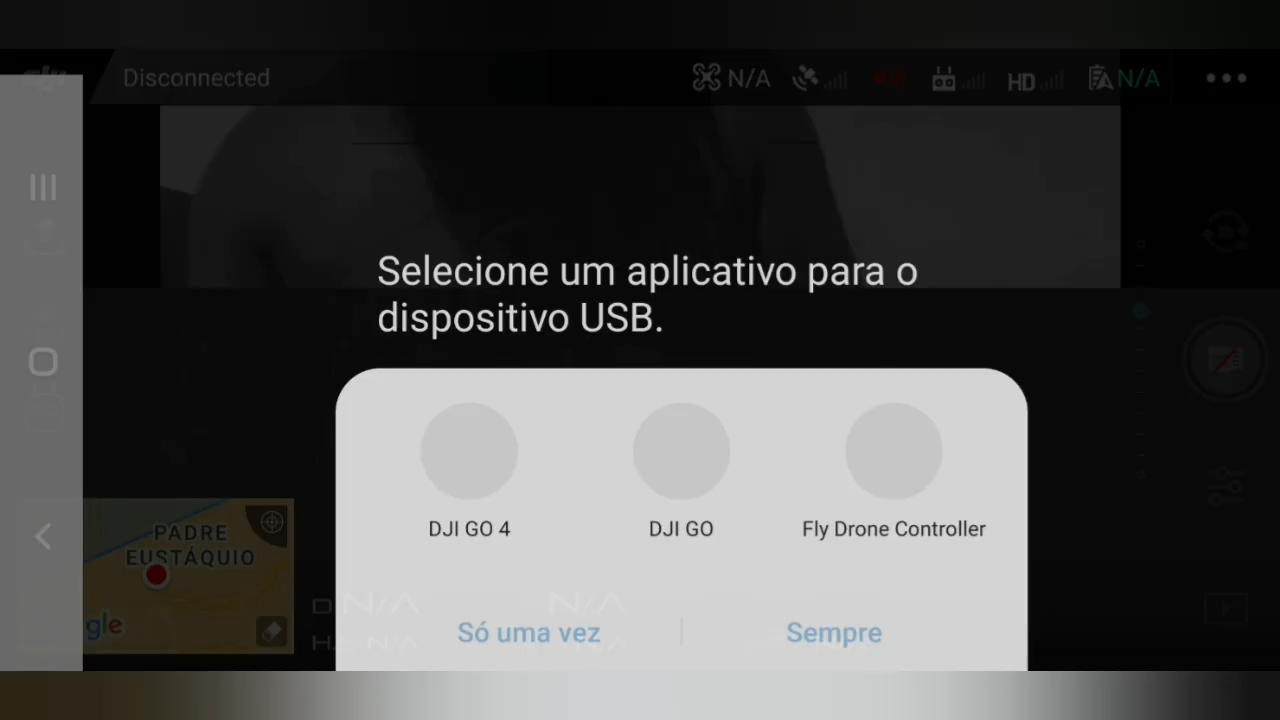 dji
Disconnected
N/A
HD
N/A
Selecione um aplicativo para o
dispositivo USB.
DJI GO 4
DJI GO
Fly Drone Controller
PADRE
EUSTÁQUIO
gle
D N/A
N/A
Só uma vez
Sempre